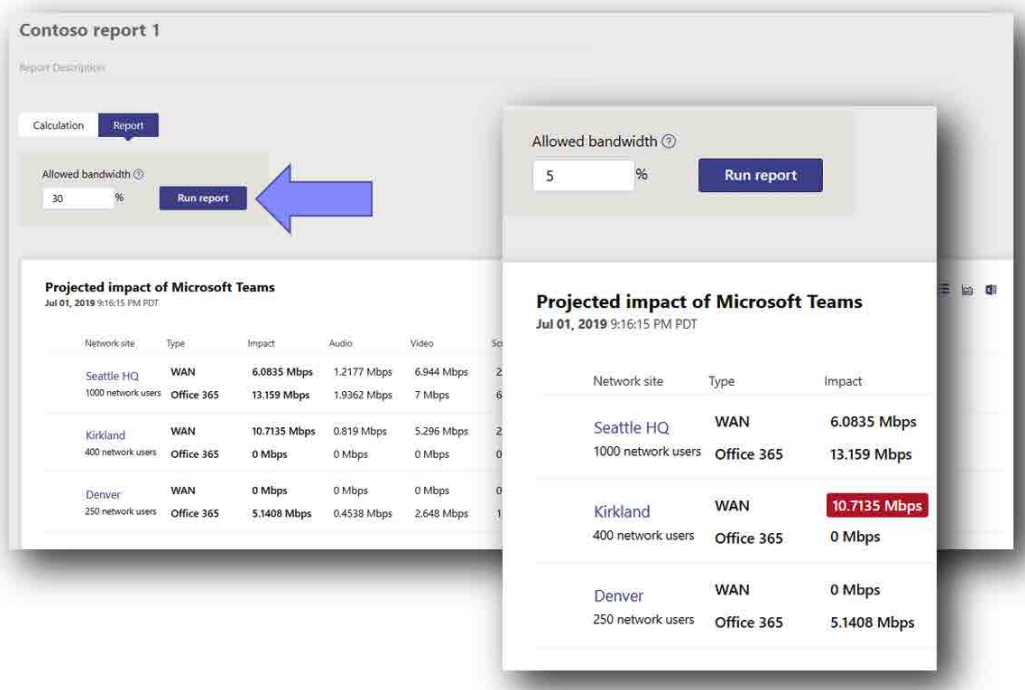 Contoso report 1
Report Description
Calculation Report
Allowed bandwidth ?
30 % Run report
Projected impact of Microsoft Teams
Jul 01, 2019 9:16:15 PM PDT
Network site Type Impact Audio Video
Seattle HQ WAN 6.0835 Mbps 1.2177 Mbps 6.944 Mbps 2
1000 network users Office 365 13.159 Mbps 1.9362 Mbps 7 Mbps 6
Kirkland WAN 10.7135 Mbps 0.819 Mbps 5.296 Mbps 2
400 network users Office 365 0 Mbps 0 Mbps 0 Mbps 0
Denver WAN 0 Mbps 0 Mbps 0 Mbps 0
250 network users Office 365 5.1408 Mbps 0.4538 Mbps 2.648 Mbps 1
Allowed bandwidth ?
5 % Run report
Projected impact of Microsoft Teams
Jul 01, 2019 9:16:15 PM PDT
Network site Type Impact
Seattle HQ WAN 6.0835 Mbps
1000 network users Office 365 13.159 Mbps
Kirkland WAN 10.7135 Mbps
400 network users Office 365 0 Mbps
Denver WAN 0 Mbps
250 network users Office 365 5.1408 Mbps